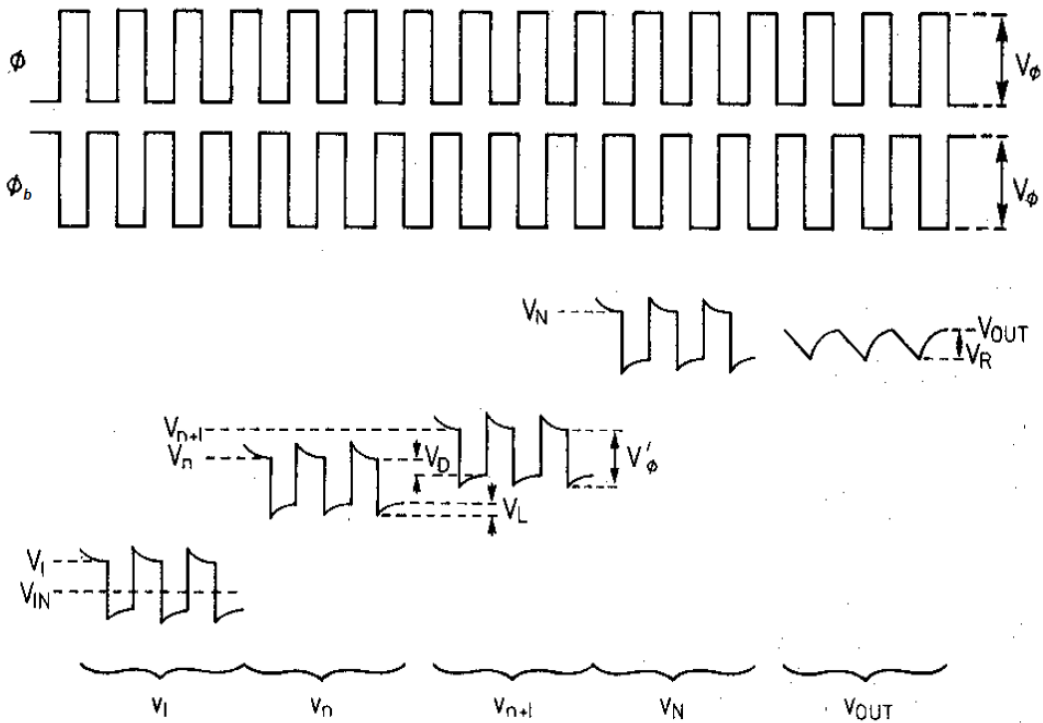 ϕ
V_ϕ
ϕ_b
V_ϕ
V_N
V_OUT
V_R
V_n+1
V_n
V_D
V'_ϕ
V_L
V_1
V_IN
v_1
v_n
v_n+1
v_N
v_OUT